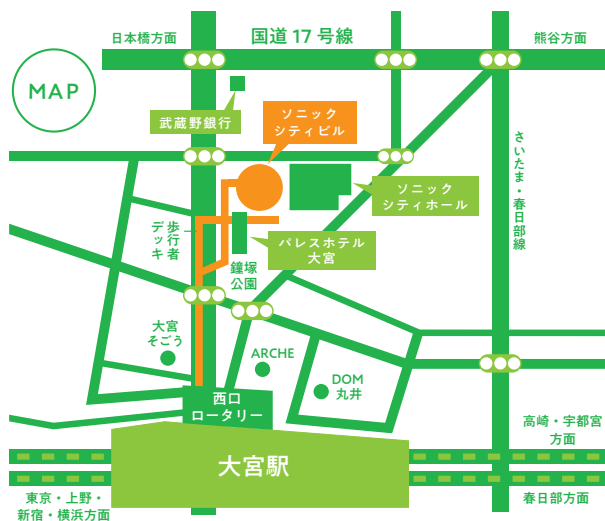 日本橋方面
国道 17 号線
熊谷方面
MAP
武蔵野銀行
ソニック
シティビル
さいたま・春日部線
ソニック
シティホール
歩行者
デッキ
パレスホテル
大宮
鐘塚
公園
大宮
そごう
ARCHE
DOM
丸井
西口
ロータリー
高崎・宇都宮
方面
大宮駅
東京・上野・
新宿・横浜方面
春日部方面